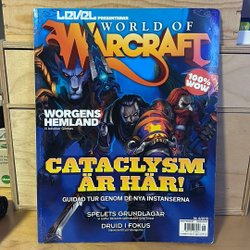 LEVEL PRESENTERAR
WORLD OF
WARCRAFT
100%
WOW
WORGENS
HEMLAND
CATACLYSM
ÄR HÄR!
GUIDAD TUR GENOM DE NYA INSTANSERNA
SPELETS GRUNDLAGAR
DRUID I FOKUS